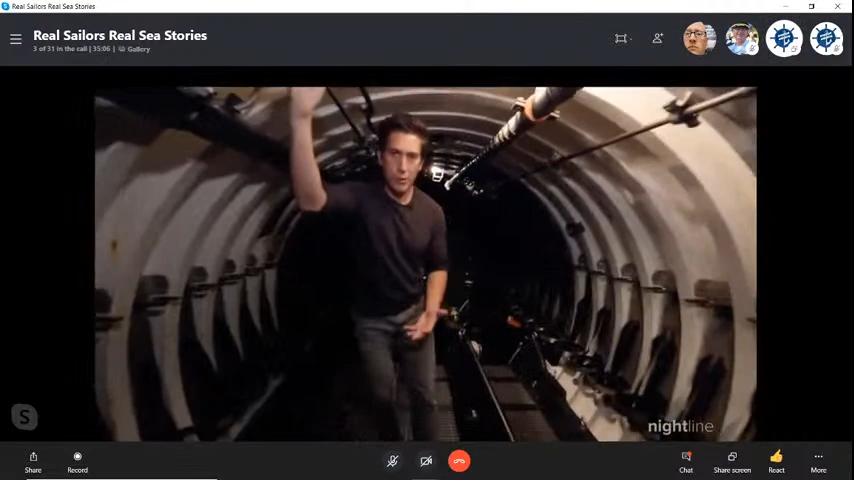 Real Sailors Real Sea Stories
Real Sailors Real Sea Stories
3 of 31 in the call | 35:06 | Gallery
nightline
Share
Record
Chat
Share screen
React
More